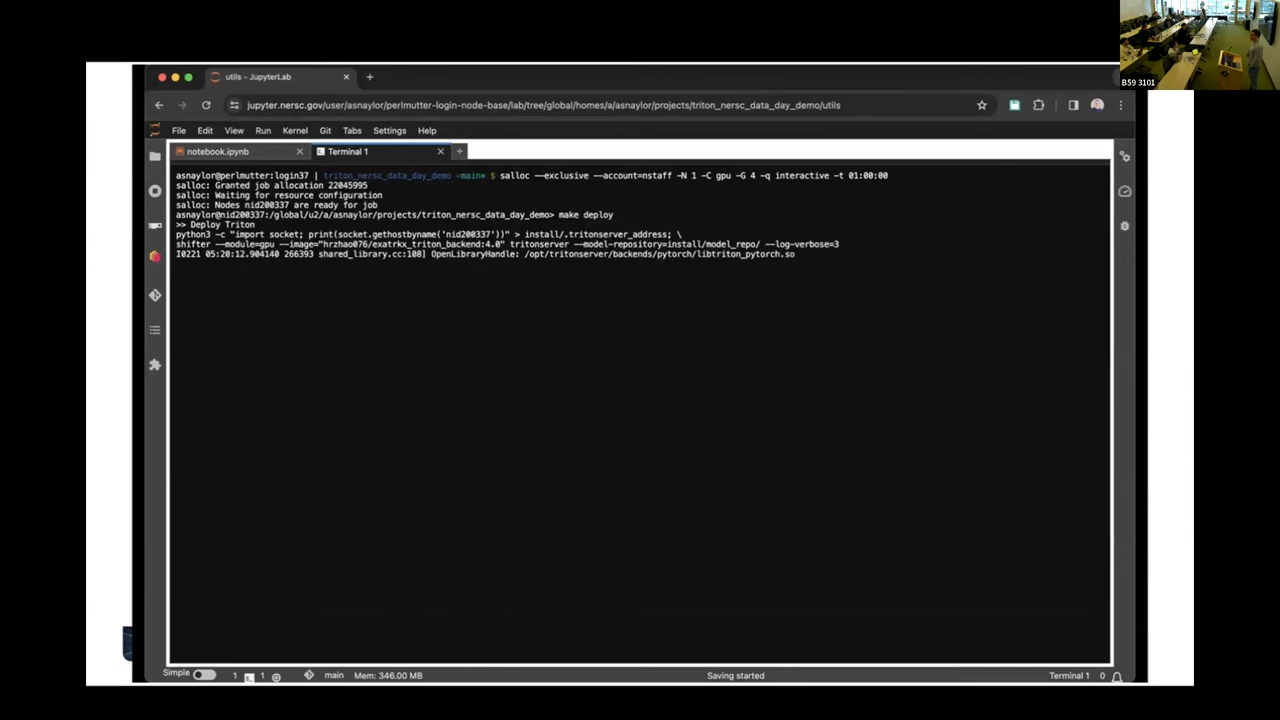 B59 3101
utils - JupyterLab
jupyter.nersc.gov/user/asnaylor/perlmutter-login-node-base/lab/tree/global/homes/a/asnaylor/projects/triton_nersc_data_day_demo/utils
File Edit View Run Kernel Git Tabs Settings Help
notebook.ipynb Terminal 1
asnaylor@perlmutter:login37 | triton_nersc_data_day_demo -main* $ salloc --exclusive --account=nstaff -N 1 -C gpu -G 4 -q interactive -t 01:00:00
salloc: Granted job allocation 22045995
salloc: Waiting for resource configuration
salloc: Nodes nid200337 are ready for job
asnaylor@nid200337:/global/u2/a/asnaylor/projects/triton_nersc_data_day_demo> make deploy
>> Deploy Triton
python3 -c "import socket; print(socket.gethostbyname('nid200337'))" > install/.tritonserver_address; \
shifter --module=gpu --image="hrzhao076/exatrkx_triton_backend:4.0" tritonserver --model-repository=install/model_repo/ --log-verbose=3
I0221 05:20:12.904140 266393 shared_library.cc:108] OpenLibraryHandle: /opt/tritonserver/backends/pytorch/libtriton_pytorch.so
Simple 1 1 main Mem: 346.00 MB Saving started Terminal 1 0